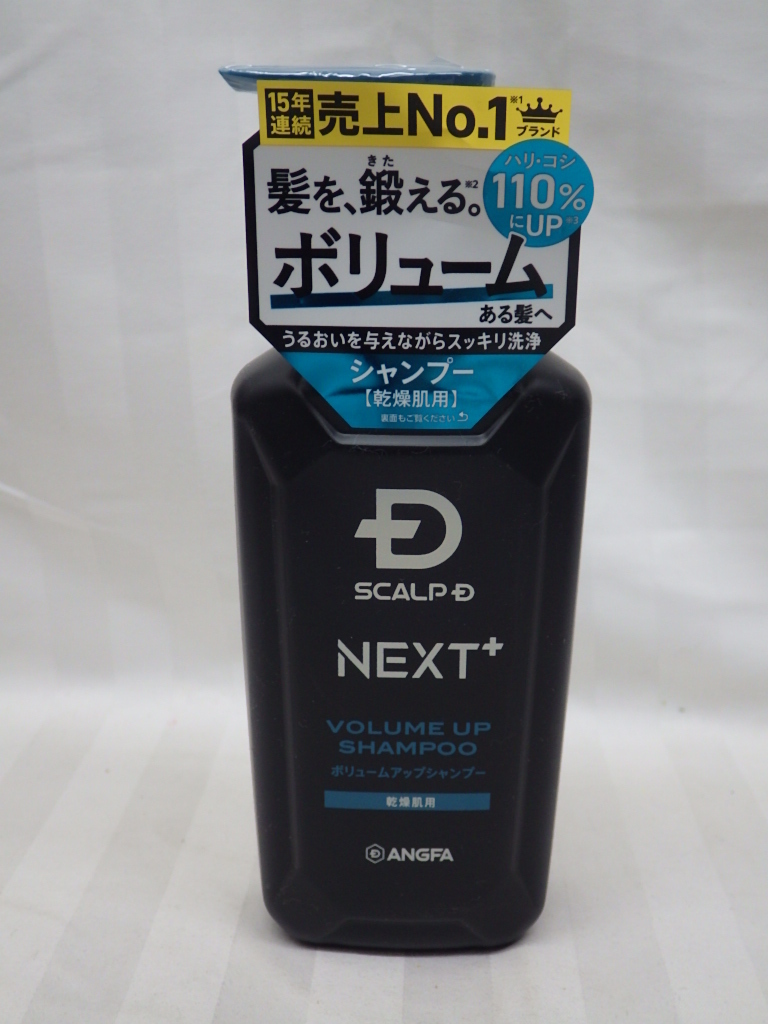 15年連続 売上No.1※1 ブランド
ハリ・コシ
110%
にUP※3
きた
髪を、鍛える。※2
ボリューム
ある髪へ
うるおいを与えながらスッキリ洗浄
シャンプー
【乾燥肌用】
裏面もご覧ください
SCALP D
NEXT+
VOLUME UP
SHAMPOO
ボリュームアップシャンプー
乾燥肌用
ANGFA